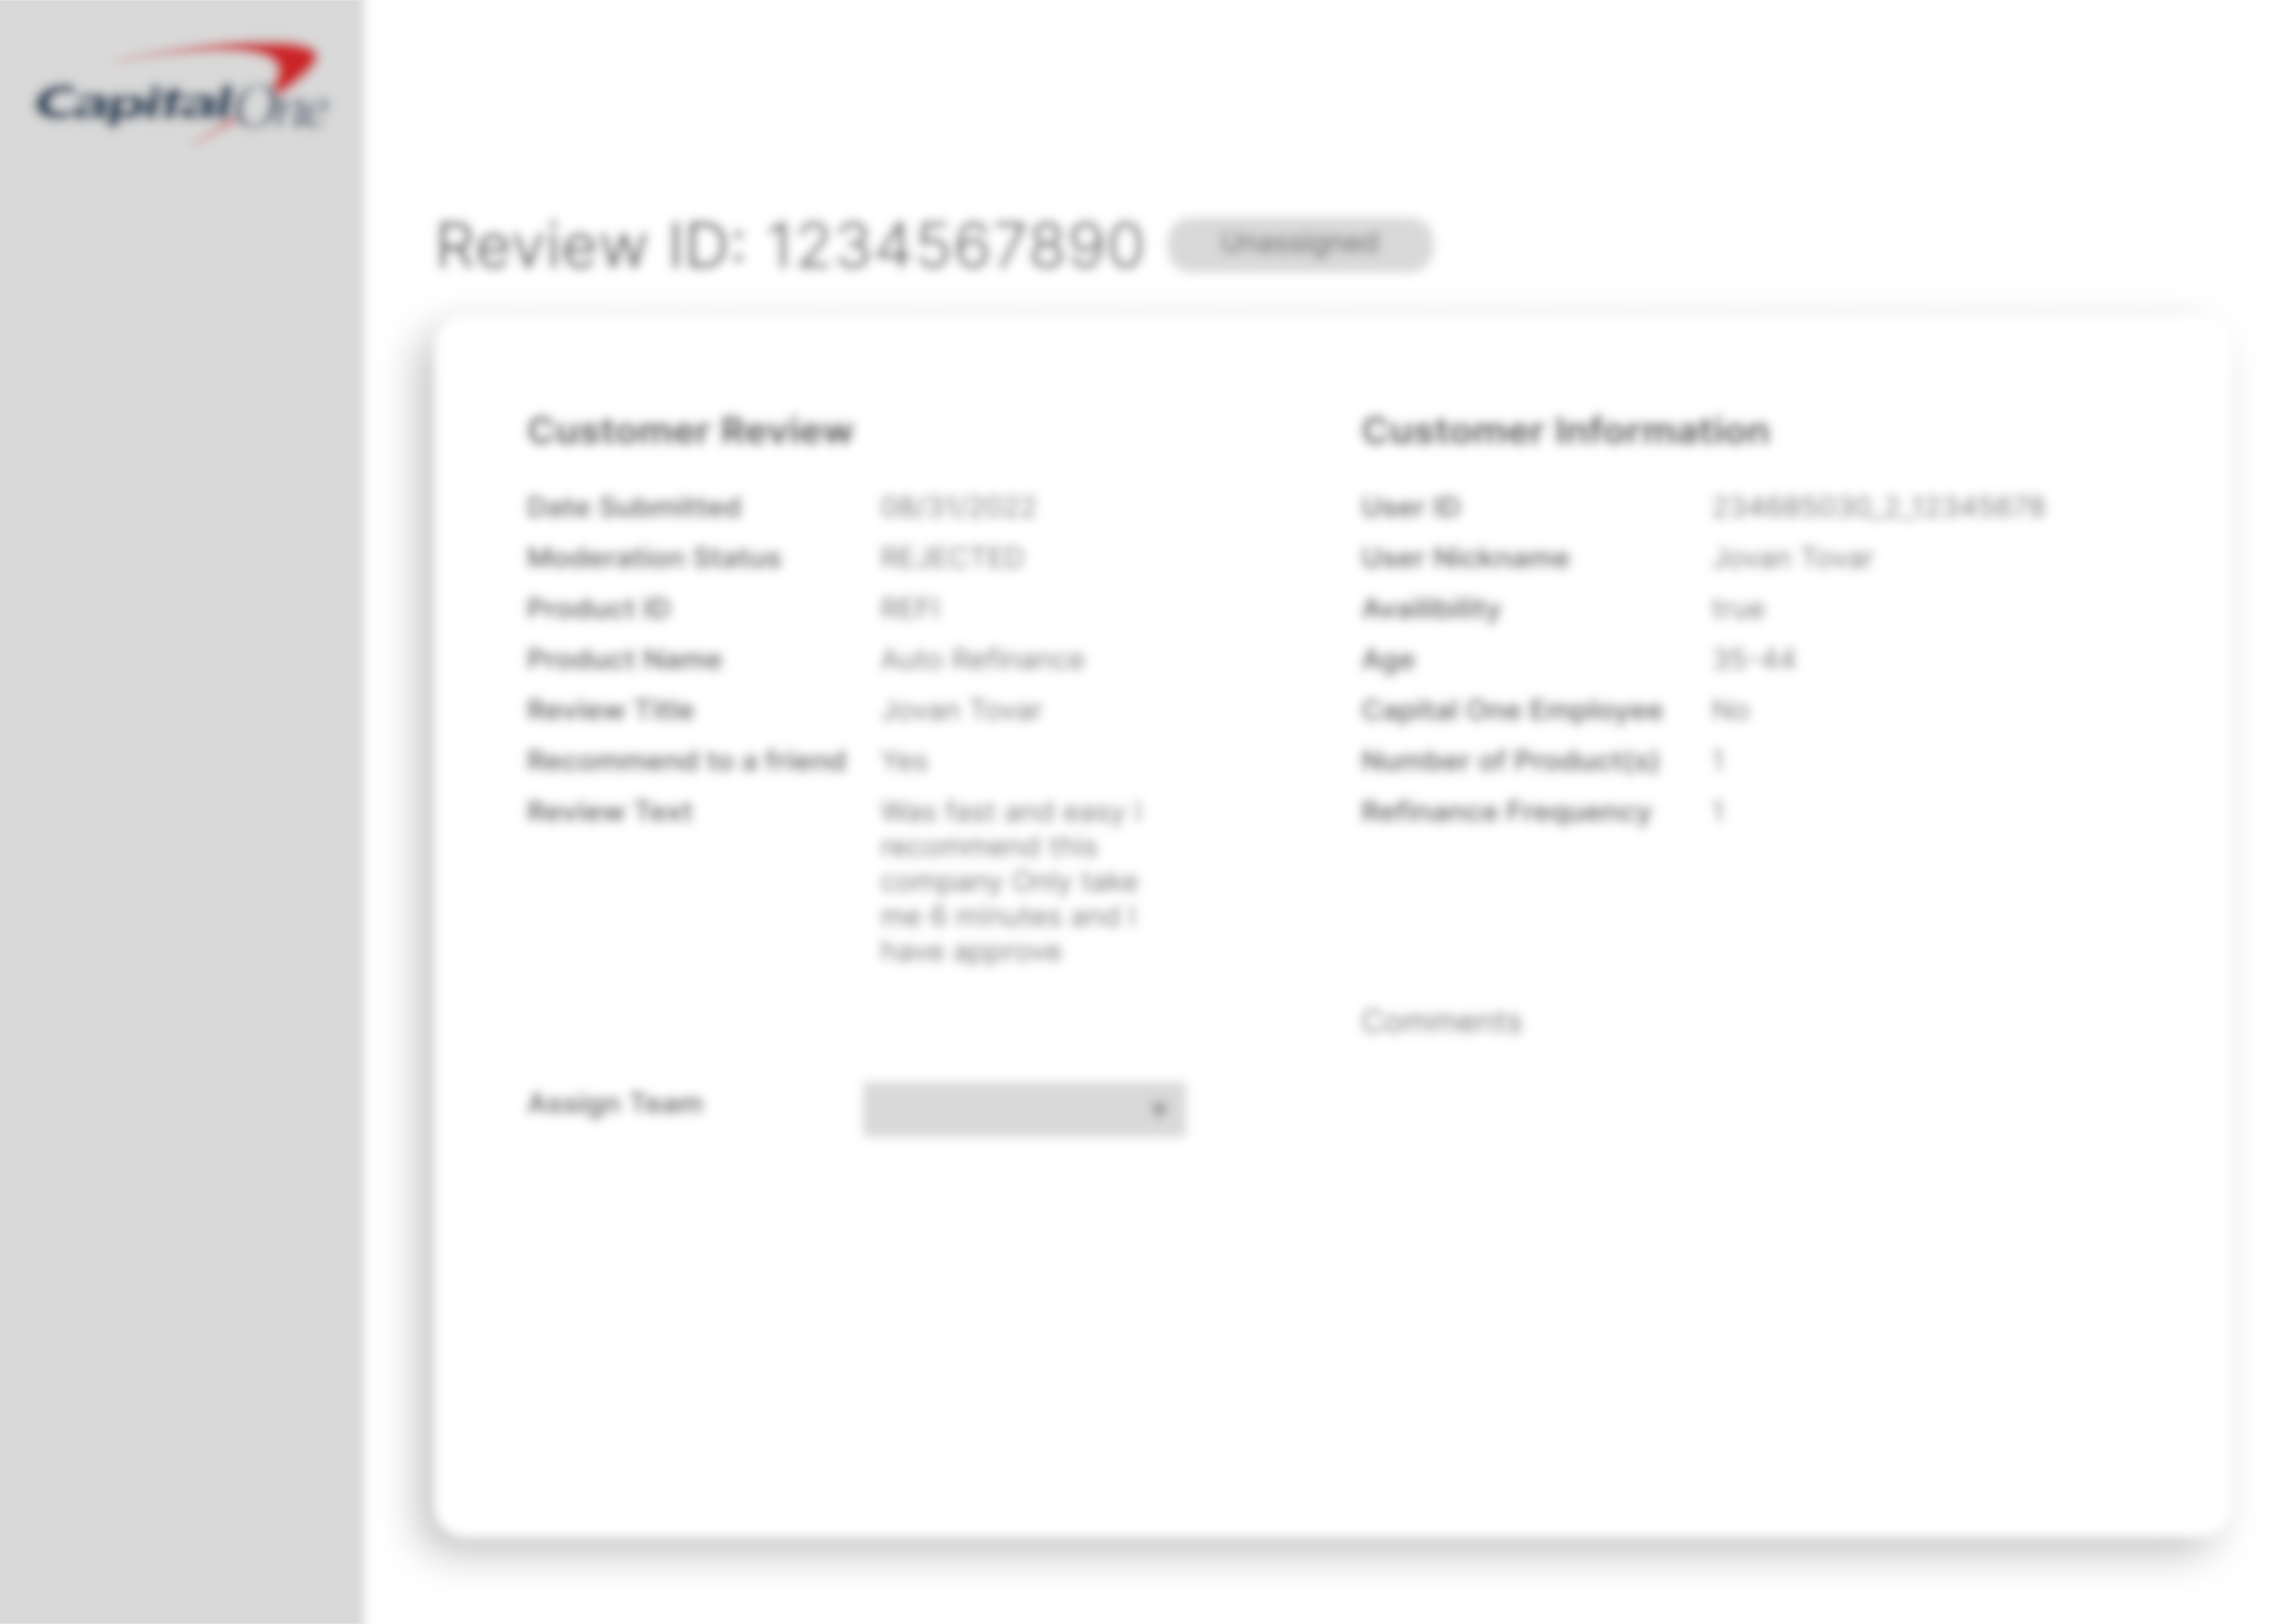 CapitalOne
Review ID: 1234567890 Unassigned
Customer Review
Date Submitted 08/31/2022
Moderation Status REJECTED
Product ID REFI
Product Name Auto Refinance
Review Title Jovan Tovar
Recommend to a friend Yes
Review Text Was fast and easy I
recommend this
company Only take
me 6 minutes and I
have approve
Assign Team
Customer Information
User ID 234685030_2_12345678
User Nickname Jovan Tovar
Availibility true
Age 35-44
Capital One Employee No
Number of Product(s) 1
Refinance Frequency 1
Comments